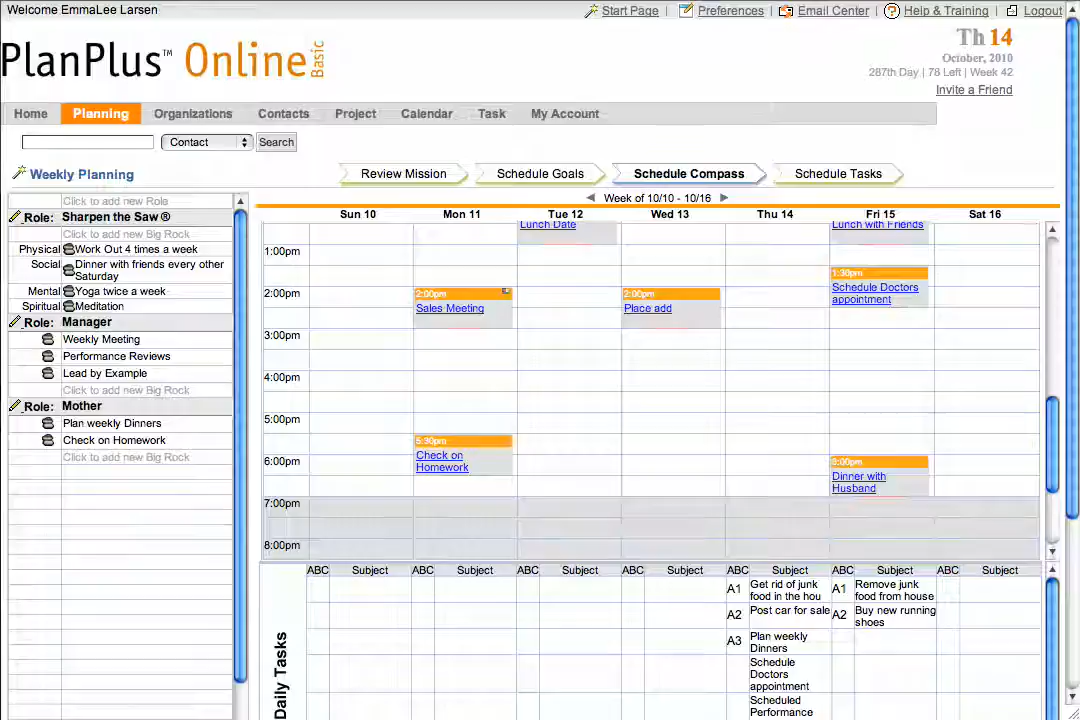 Welcome EmmaLee Larsen
Start Page | Preferences | Email Center | Help & Training | Logout
PlanPlus™ Online Basic
Th 14
October, 2010
287th Day | 78 Left | Week 42
Invite a Friend
Home Planning Organizations Contacts Project Calendar Task My Account
Contact Search
Weekly Planning
Review Mission Schedule Goals Schedule Compass Schedule Tasks
Week of 10/10 - 10/16
Click to add new Role
Role: Sharpen the Saw ®
Click to add new Big Rock
Physical Work Out 4 times a week
Social Dinner with friends every other
Saturday
Mental Yoga twice a week
Spiritual Meditation
Role: Manager
Weekly Meeting
Performance Reviews
Lead by Example
Click to add new Big Rock
Role: Mother
Plan weekly Dinners
Check on Homework
Click to add new Big Rock
Sun 10 Mon 11 Tue 12 Wed 13 Thu 14 Fri 15 Sat 16
Lunch Date Lunch with Friends
1:00pm
1:30pm
Schedule Doctors
appointment
2:00pm
2:00pm 2:00pm
Sales Meeting Place add
3:00pm
4:00pm
5:00pm
5:30pm
Check on
Homework
6:00pm
6:00pm
Dinner with
Husband
7:00pm
8:00pm
ABC Subject ABC Subject ABC Subject ABC Subject ABC Subject ABC Subject ABC Subject
Daily Tasks
A1 Get rid of junk
food in the hou
A2 Post car for sale
A3 Plan weekly
Dinners
Schedule
Doctors
appointment
Scheduled
Performance
A1 Remove junk
food from house
A2 Buy new running
shoes